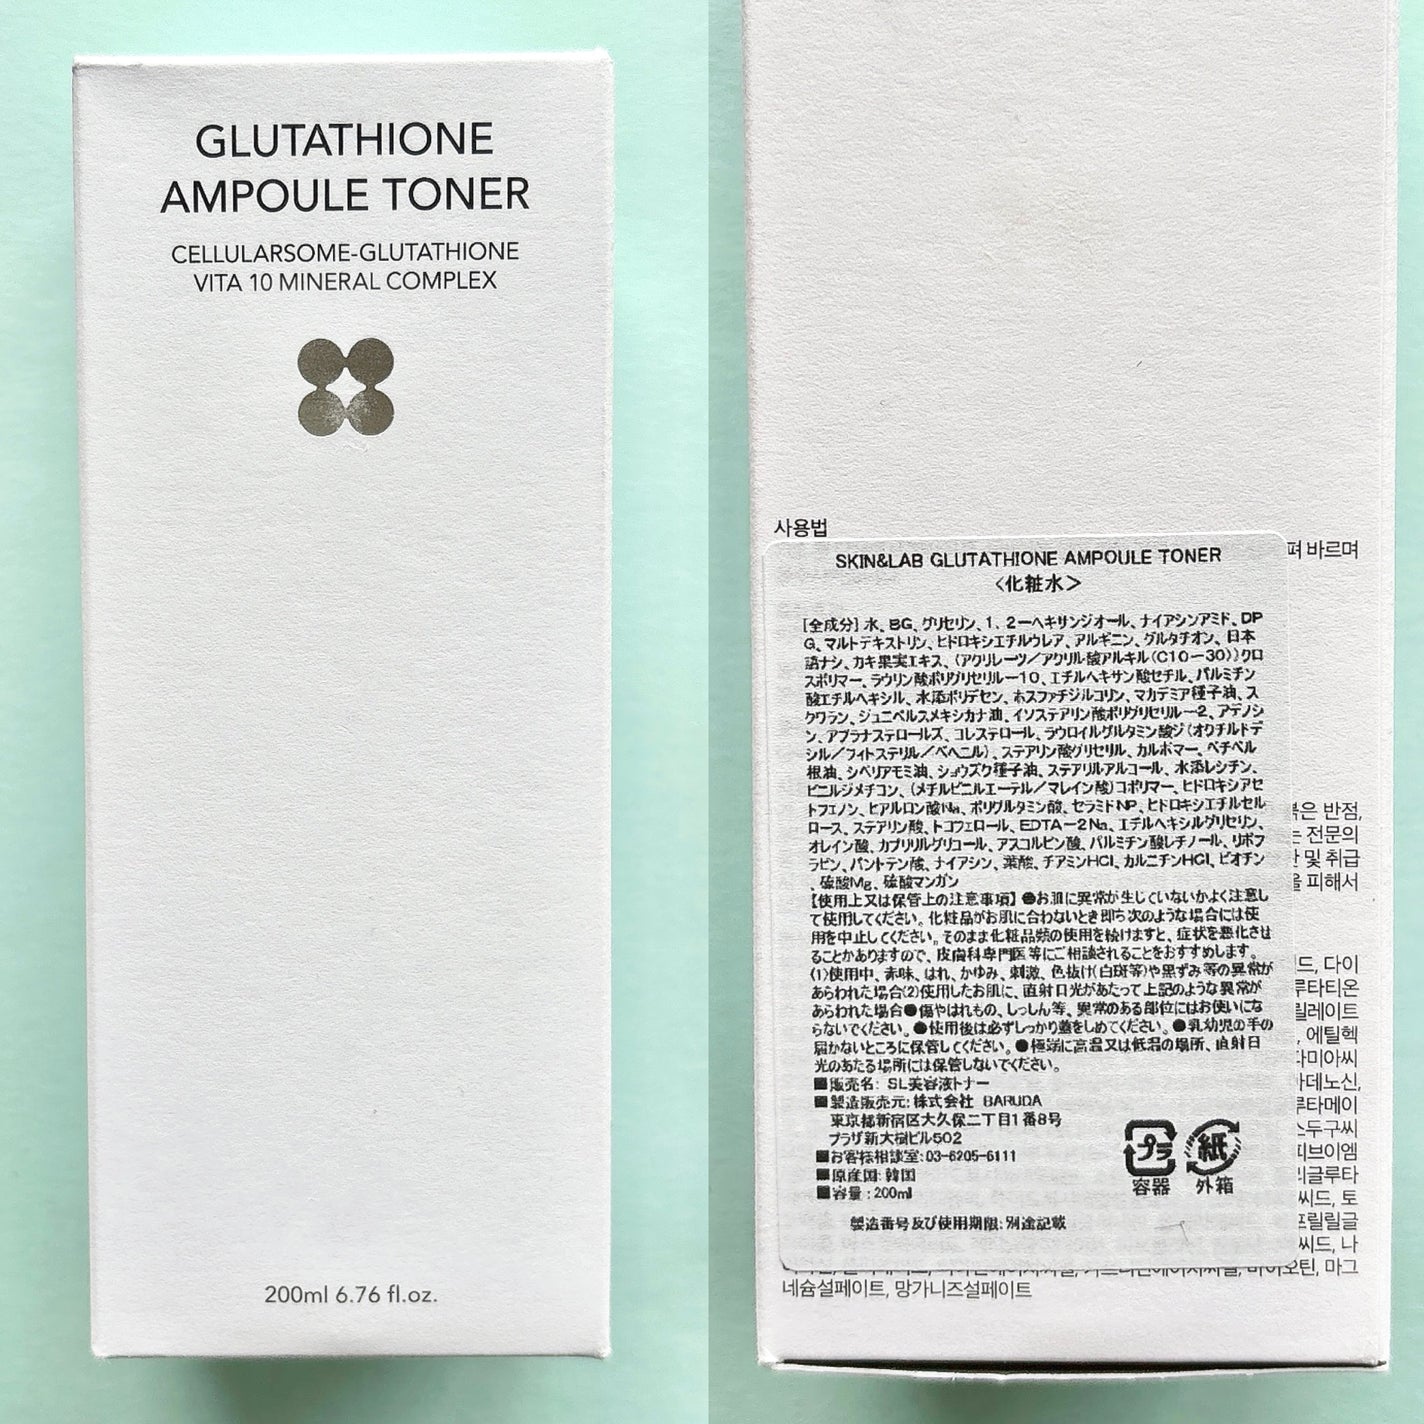 GLUTATHIONE
AMPOULE TONER
CELLULARSOME-GLUTATHIONE
VITA 10 MINERAL COMPLEX
200ml 6.76 fl.oz.
사용법
펴 바르며
SKIN&LAB GLUTATHIONE AMPOULE TONER
<化粧水>
[全成分] 水、BG、グリセリン、1、2ーヘキサンジオール、ナイアシンアミド、DP
G、マルトデキストリン、ヒドロキシエチルウレア、アルギニン、グルタチオン、日本
語ナシ、カキ果実エキス、(アクリレーツ/アクリル酸アルキル(C10ー30))クロ
スポリマー、ラウリン酸ポリグリセリルー10、エチルヘキサン酸セチル、パルミチン
酸エチルヘキシル、水添ポリデセン、ホスファチジルコリン、マカデミア種子油、ス
クワラン、ジュニペルスメキシカナ油、イソステアリン酸ポリグリセリルー2、アデノシ
ン、アブラナステロールズ、コレステロール、ラウロイルグルタミン酸ジ(オクチルドデ
シル/フィトステリル/ベヘニル)、ステアリン酸グリセリル、カルボマー、ベチベル
根油、シベリアモミ油、ショウズク種子油、ステアリルアルコール、水添レシチン、
ビニルジメチコン、(メチルビニルエーテル/マレイン酸)コポリマー、ヒドロキシアセ
トフェノン、ヒアルロン酸Na、ポリグルタミン酸、セラミドNP、ヒドロキシエチルセル
ロース、ステアリン酸、トコフェロール、EDTAー2Na、エチルヘキシルグリセリン、
オレイン酸、カプリリルグリコール、アスコルビン酸、パルミチン酸レチノール、リボフ
ラビン、パントテン酸、ナイアシン、葉酸、チアミンHCl、カルニチンHCl、ビオチン
、硫酸Mg、硫酸マンガン
【使用上又は保管上の注意事項】●お肌に異常が生じていないかよく注意し
て使用してください。化粧品がお肌に合わないとき即ち次のような場合には使
用を中止してください。そのまま化粧品類の使用を続けますと、症状を悪化させ
ることがありますので、皮膚科専門医等にご相談されることをおすすめします。
(1)使用中、赤味、はれ、かゆみ、刺激、色抜け(白斑等)や黒ずみ等の異常が
あらわれた場合(2)使用したお肌に、直射日光があたって上記のような異常が
あらわれた場合●傷やはれもの、しっしん等、異常のある部位にはお使いにな
らないでください。●使用後は必ずしっかり蓋をしめてください。●乳幼児の手の
届かないところに保管してください。●極端に高温又は低温の場所、直射日
光のあたる場所には保管しないでください。
■販売名: SL美容液トナー
■製造販売元:株式会社 BARUDA
東京都新宿区大久保二丁目1番8号
プラザ新大樹ビル502
■お客様相談室:03-6205-6111
■原産国: 韓国
■容量:200ml
製造番号及び使用期限:別途記載
プラ
容器
紙
外箱
은 반점,
전문의
및 취급
피해서
드, 다이
루타티온
릴레이트
, 에틸헥
다미아씨
아데노신,
루타메이
스두구씨
피브이엠
리글루타
씨드, 토
프릴릴글
씨드, 나
바이오틴, 마그
네슘설페이트, 망가니즈설페이트